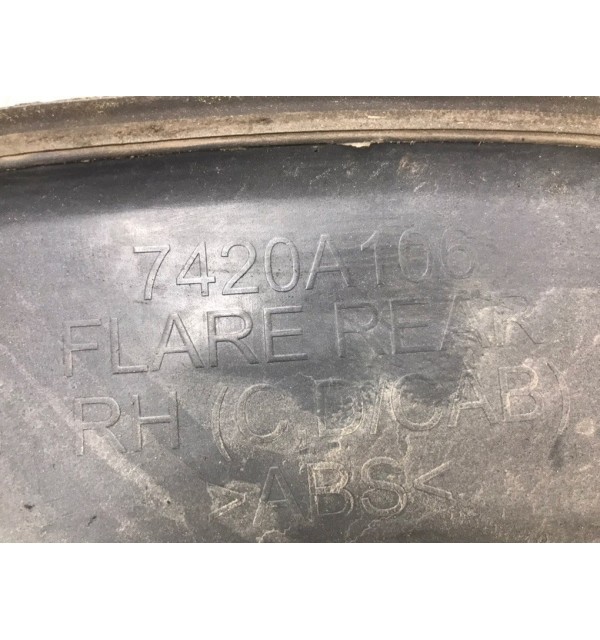 7420A166
FLARE REAR
RH (C,D/CAB)
>ABS<